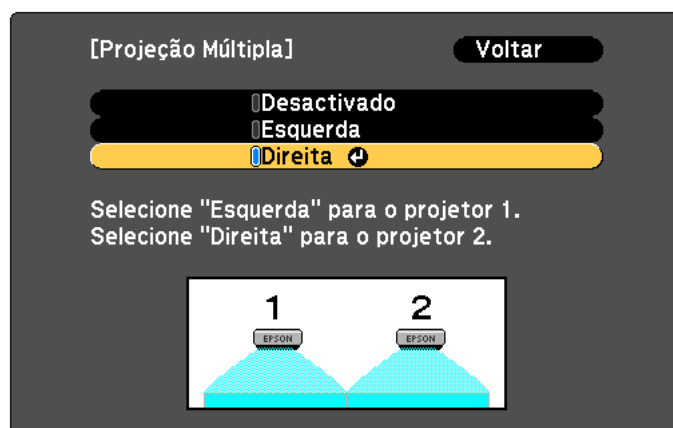 [Projeção Múltipla]
Voltar
Desactivado
Esquerda
Direita
Selecione "Esquerda" para o projetor 1.
Selecione "Direita" para o projetor 2.
1
2
EPSON
EPSON